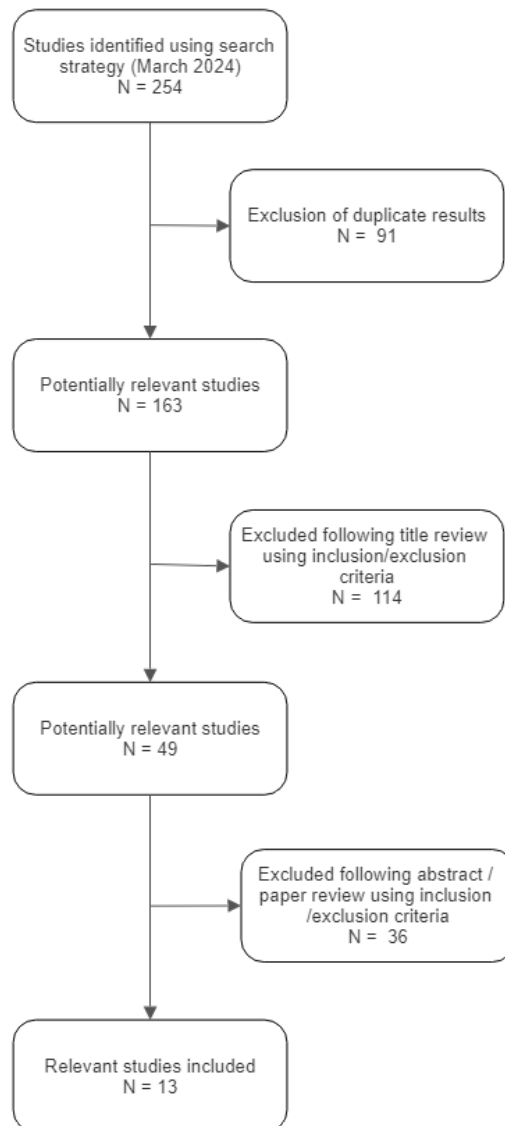 Studies identified using search
strategy (March 2024)
N = 254
Exclusion of duplicate results
N = 91
Potentially relevant studies
N = 163
Excluded following title review
using inclusion/exclusion
criteria
N = 114
Potentially relevant studies
N = 49
Excluded following abstract /
paper review using inclusion
/exclusion criteria
N = 36
Relevant studies included
N = 13